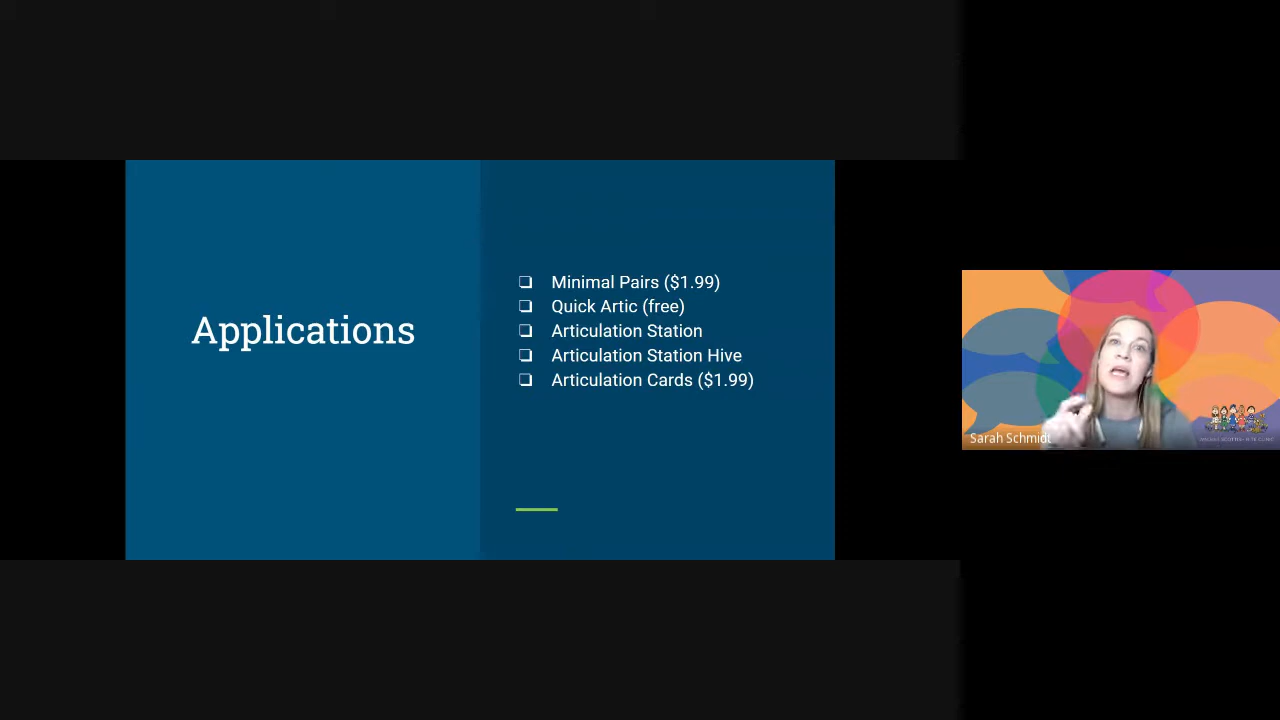 Applications
❏ Minimal Pairs ($1.99)
❏ Quick Artic (free)
❏ Articulation Station
❏ Articulation Station Hive
❏ Articulation Cards ($1.99)
Sarah Schmidt